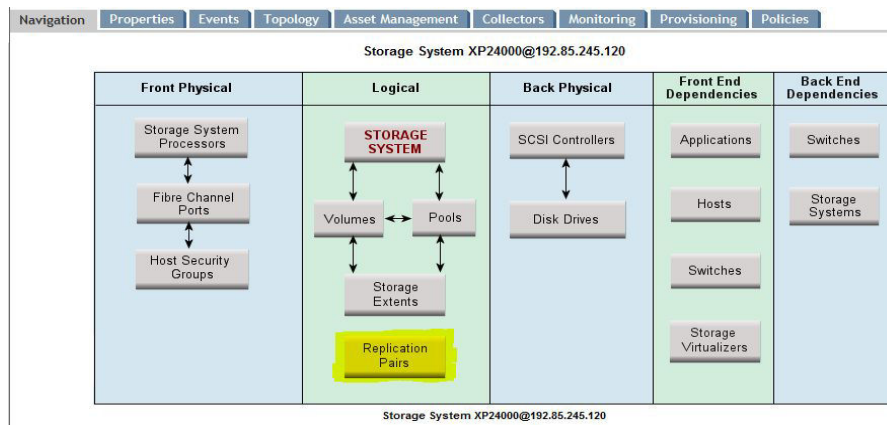 Navigation Properties Events Topology Asset Management Collectors Monitoring Provisioning Policies
Storage System XP24000@192.85.245.120
Front Physical
Storage System
Processors
Fibre Channel
Ports
Host Security
Groups
Logical
STORAGE
SYSTEM
Volumes
Pools
Storage
Extents
Replication
Pairs
Back Physical
SCSI Controllers
Disk Drives
Front End
Dependencies
Applications
Hosts
Switches
Storage
Virtualizers
Back End
Dependencies
Switches
Storage
Systems
Storage System XP24000@192.85.245.120